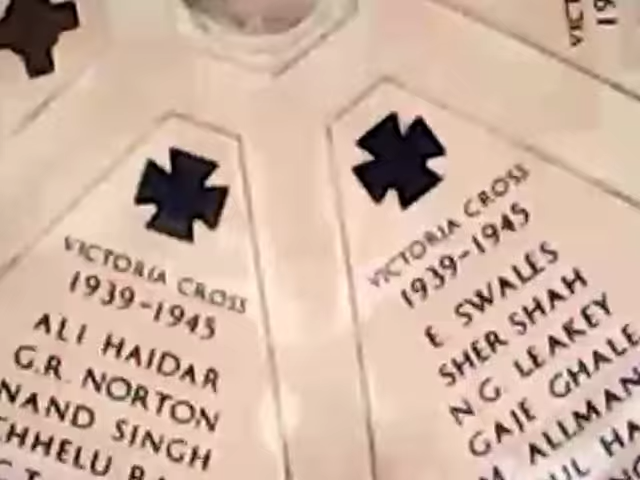 VICTORIA CROSS
1939-1945
ALI HAIDAR
G.R. NORTON
NAND SINGH
VICTORIA CROSS
1939-1945
E SWALES
SHER SHAH
N G LEAKEY
GAJE GHALE
ALLMAN